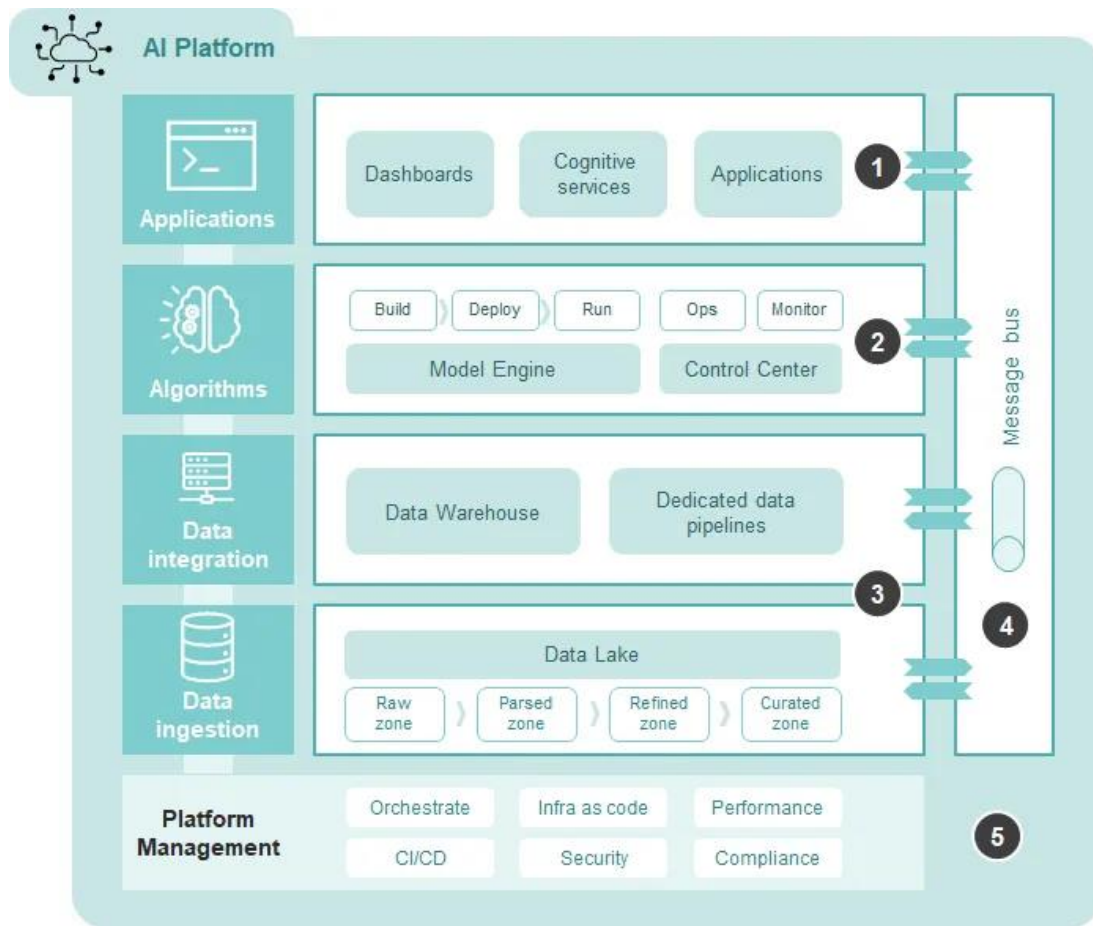 AI Platform
Applications
Dashboards
Cognitive
services
Applications
1
Algorithms
Build
Deploy
Run
Ops
Monitor
Model Engine
Control Center
2
Data
integration
Data Warehouse
Dedicated data
pipelines
3
Data
ingestion
Data Lake
Raw
zone
Parsed
zone
Refined
zone
Curated
zone
Message bus
4
Platform
Management
Orchestrate
Infra as code
Performance
CI/CD
Security
Compliance
5